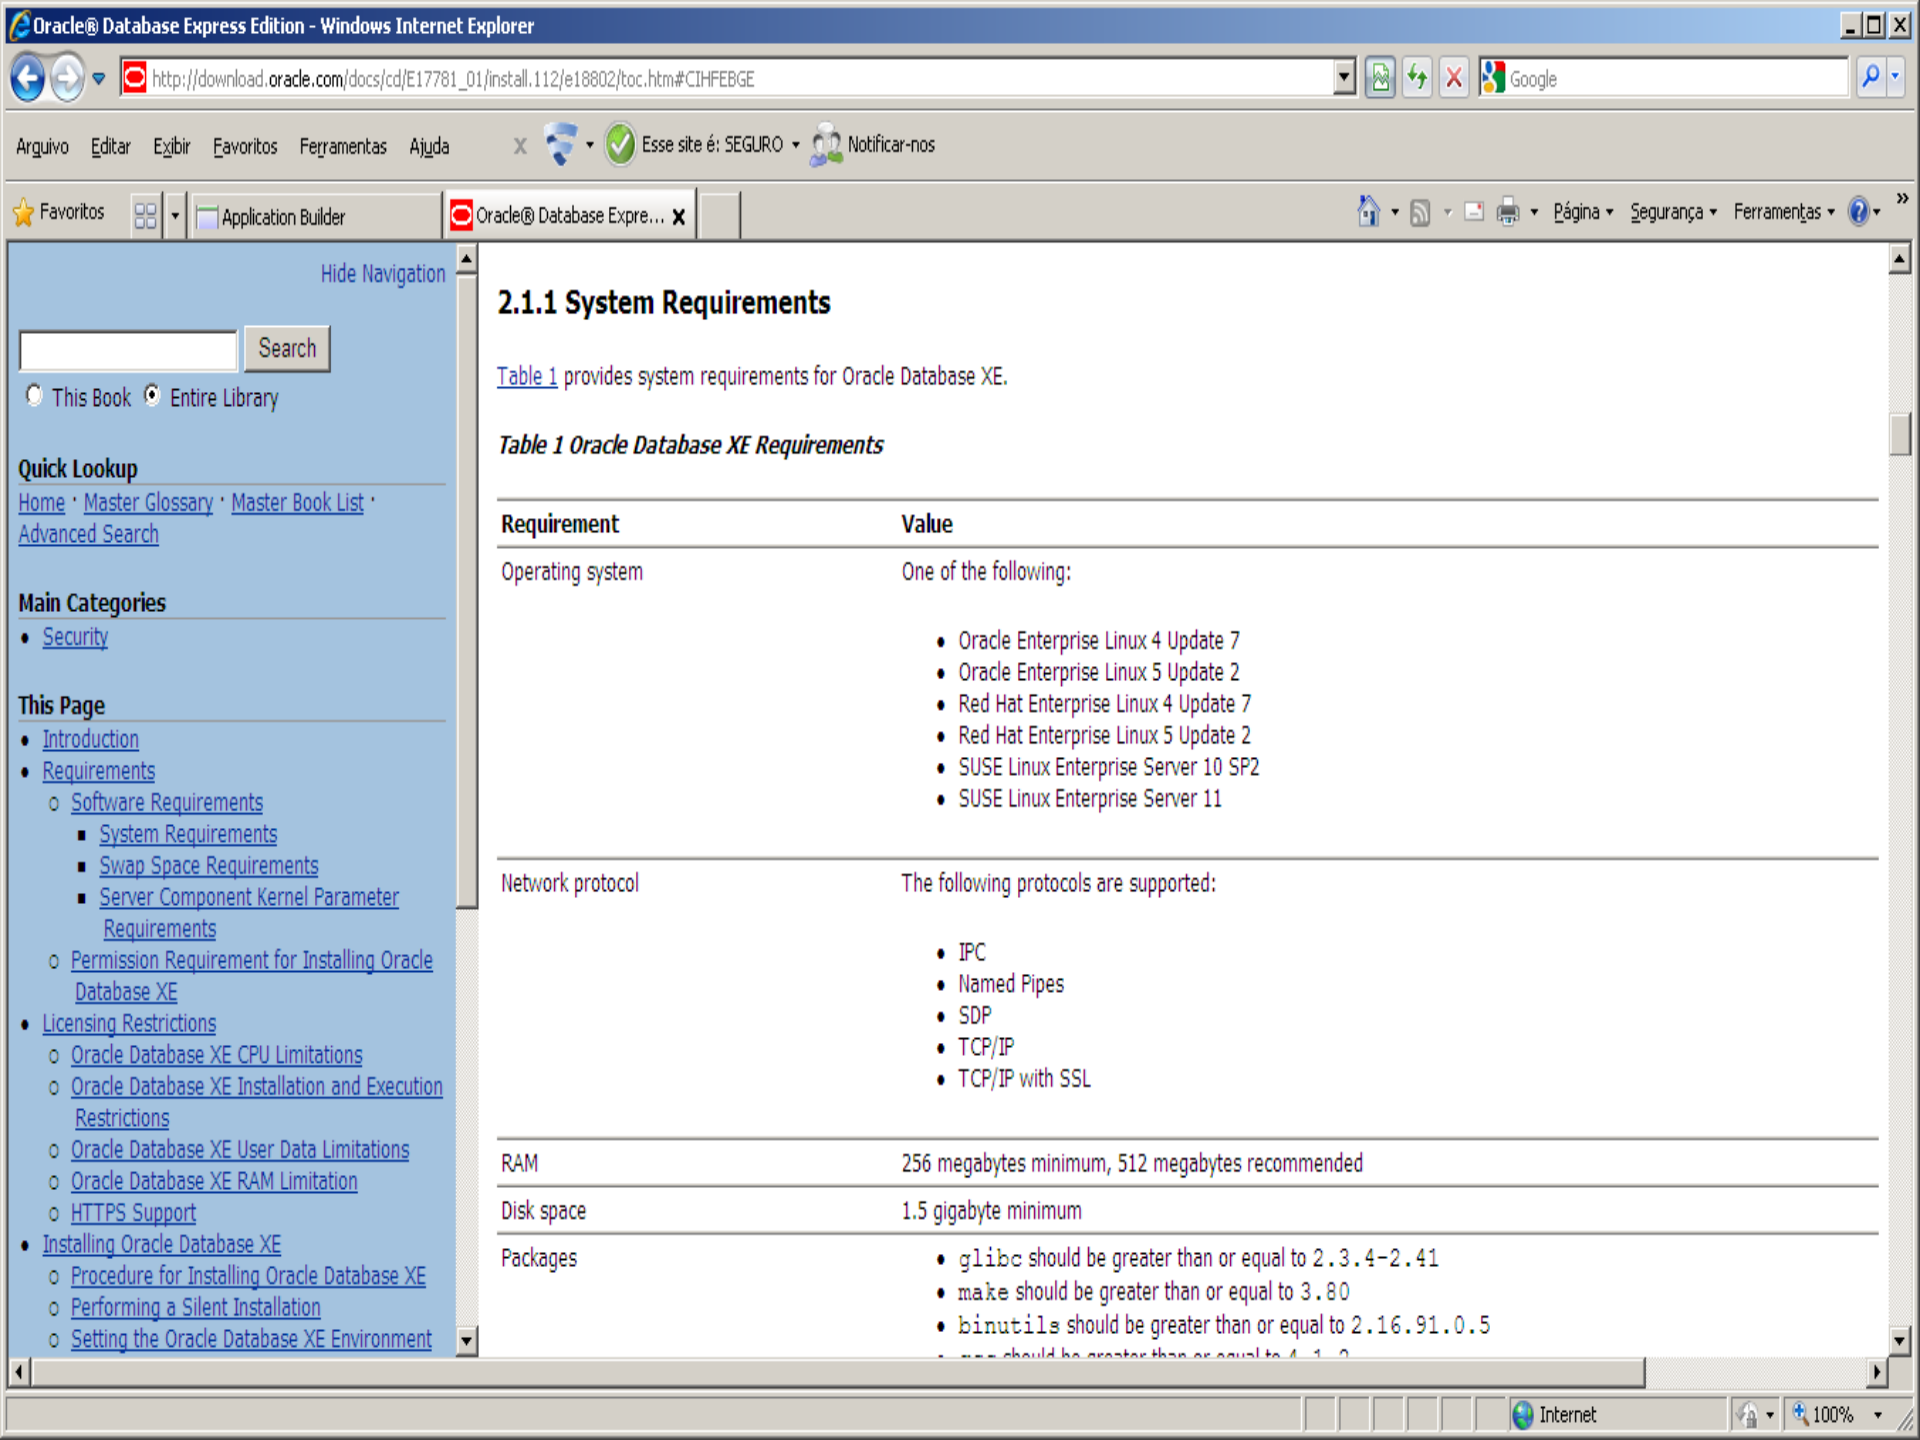 Oracle® Database Express Edition - Windows Internet Explorer
http://download.oracle.com/docs/cd/E17781_01/install.112/e18802/toc.htm#CIHFEBGE
Google
Arquivo Editar Exibir Favoritos Ferramentas Ajuda
X
Esse site é: SEGURO
Notificar-nos
Favoritos
Application Builder
Oracle® Database Expre... X
Página Segurança Ferramentas
»
Hide Navigation
Search
This Book Entire Library
Quick Lookup
Home · Master Glossary · Master Book List ·
Advanced Search
Main Categories
• Security
This Page
• Introduction
• Requirements
o Software Requirements
▪ System Requirements
▪ Swap Space Requirements
▪ Server Component Kernel Parameter
Requirements
o Permission Requirement for Installing Oracle
Database XE
• Licensing Restrictions
o Oracle Database XE CPU Limitations
o Oracle Database XE Installation and Execution
Restrictions
o Oracle Database XE User Data Limitations
o Oracle Database XE RAM Limitation
o HTTPS Support
• Installing Oracle Database XE
o Procedure for Installing Oracle Database XE
o Performing a Silent Installation
o Setting the Oracle Database XE Environment
2.1.1 System Requirements
Table 1 provides system requirements for Oracle Database XE.
Table 1 Oracle Database XE Requirements
Requirement Value
Operating system One of the following:
• Oracle Enterprise Linux 4 Update 7
• Oracle Enterprise Linux 5 Update 2
• Red Hat Enterprise Linux 4 Update 7
• Red Hat Enterprise Linux 5 Update 2
• SUSE Linux Enterprise Server 10 SP2
• SUSE Linux Enterprise Server 11
Network protocol The following protocols are supported:
• IPC
• Named Pipes
• SDP
• TCP/IP
• TCP/IP with SSL
RAM 256 megabytes minimum, 512 megabytes recommended
Disk space 1.5 gigabyte minimum
Packages • glibc should be greater than or equal to 2.3.4-2.41
• make should be greater than or equal to 3.80
• binutils should be greater than or equal to 2.16.91.0.5
should be greater than or equal to 4.1.2
Internet
100%